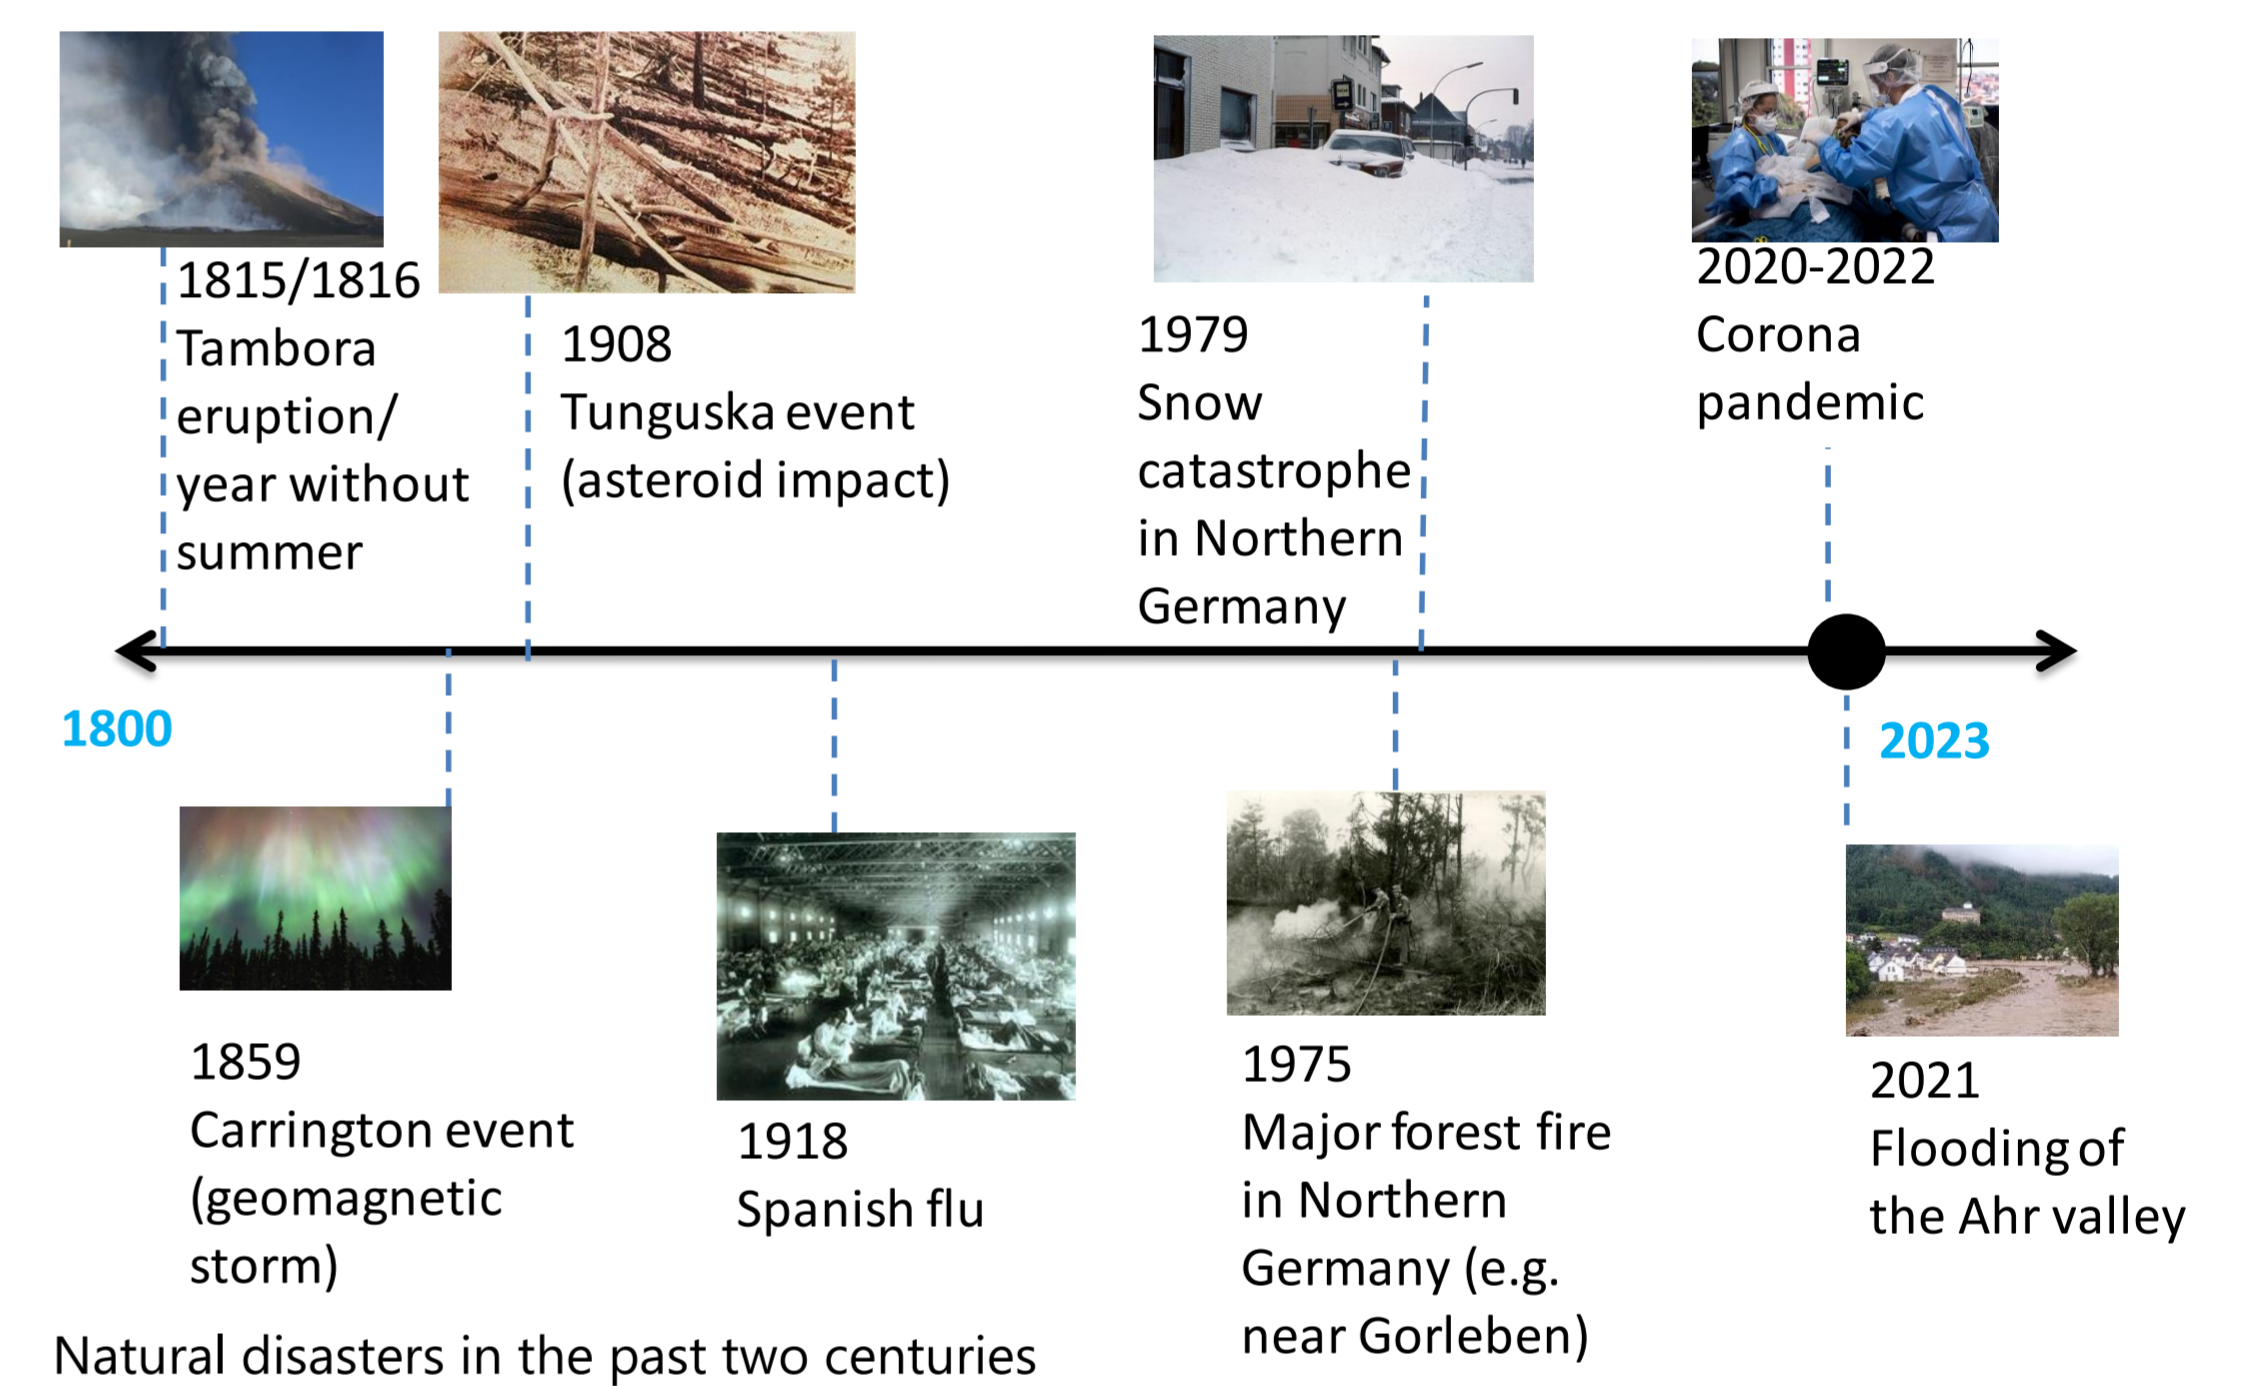 1815/1816
Tambora
eruption/
year without
summer
1908
Tunguska event
(asteroid impact)
1979
Snow
catastrophe
in Northern
Germany
2020-2022
Corona
pandemic
1800
2023
1859
Carrington event
(geomagnetic
storm)
1918
Spanish flu
1975
Major forest fire
in Northern
Germany (e.g.
near Gorleben)
2021
Flooding of
the Ahr valley
Natural disasters in the past two centuries